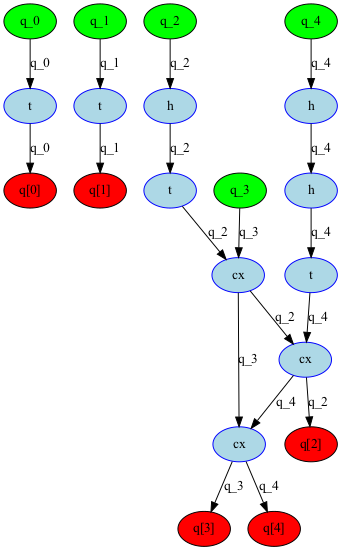 q_0 q_1 q_2 q_4
q_0 q_1 q_2 q_4
t t h h
q_0 q_1 q_2 q_4
q[0] q[1] t q_3 h
q_2 q_3 q_4
cx t
q_2 q_4
q_3 cx
q_4 q_2
cx q[2]
q_3 q_4
q[3] q[4]